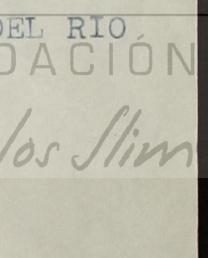 DEL RIO
DACIÓN
los Slim